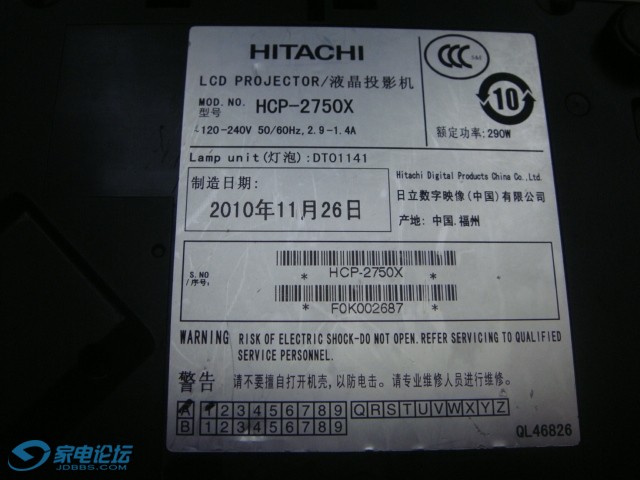 HITACHI
LCD PROJECTOR/液晶投影机
MOD. NO.
型号
HCP-2750X
~120-240V 50/60Hz, 2.9-1.4A
CCC
S&E
10
额定功率:290W
Lamp unit(灯泡):DT01141
制造日期:
2010年11月26日
Hitachi Digital Products China Co.,Ltd.
日立数字映像(中国)有限公司
产地: 中国.福州
S.NO
/序号:
* HCP-2750X *
* F0K002687 *
WARNING RISK OF ELECTRIC SHOCK-DO NOT OPEN. REFER SERVICING TO QUALIFIED
SERVICE PERSONNEL.
警告 请不要擅自打开机壳,以防电击。请专业维修人员进行维修。
A 1 2 3 4 5 6 7 8 9 Q R S T U V W X Y Z
B 1 2 3 4 5 6 7 8 9
QL46826
家电论坛
JDBBS.COM